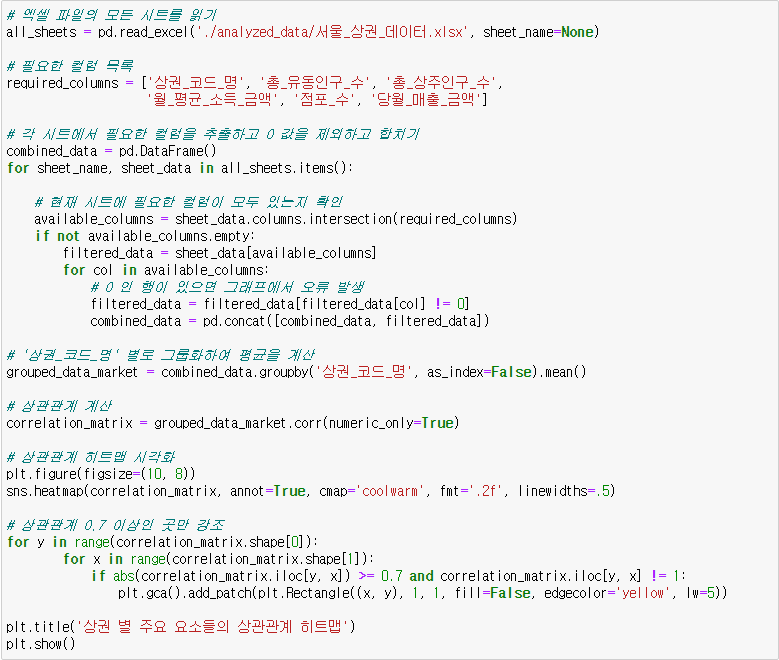 # 엑셀 파일의 모든 시트를 읽기
all_sheets = pd.read_excel('./analyzed_data/서울_상권_데이터.xlsx', sheet_name=None)

# 필요한 컬럼 목록
required_columns = ['상권_코드_명', '총_유동인구_수', '총_상주인구_수',
                    '월_평균_소득_금액', '점포_수', '당월_매출_금액']

# 각 시트에서 필요한 컬럼을 추출하고 0 값을 제외하고 합치기
combined_data = pd.DataFrame()
for sheet_name, sheet_data in all_sheets.items():

    # 현재 시트에 필요한 컬럼이 모두 있는지 확인
    available_columns = sheet_data.columns.intersection(required_columns)
    if not available_columns.empty:
        filtered_data = sheet_data[available_columns]
        for col in available_columns:
            # 0 인 행이 있으면 그래프에서 오류 발생
            filtered_data = filtered_data[filtered_data[col] != 0]
            combined_data = pd.concat([combined_data, filtered_data])

# '상권_코드_명' 별로 그룹화하여 평균을 계산
grouped_data_market = combined_data.groupby('상권_코드_명', as_index=False).mean()

# 상관관계 계산
correlation_matrix = grouped_data_market.corr(numeric_only=True)

# 상관관계 히트맵 시각화
plt.figure(figsize=(10, 8))
sns.heatmap(correlation_matrix, annot=True, cmap='coolwarm', fmt='.2f', linewidths=.5)

# 상관관계 0.7 이상인 곳만 강조
for y in range(correlation_matrix.shape[0]):
        for x in range(correlation_matrix.shape[1]):
            if abs(correlation_matrix.iloc[y, x]) >= 0.7 and correlation_matrix.iloc[y, x] != 1:
                plt.gca().add_patch(plt.Rectangle((x, y), 1, 1, fill=False, edgecolor='yellow', lw=5))

plt.title('상권 별 주요 요소들의 상관관계 히트맵')
plt.show()